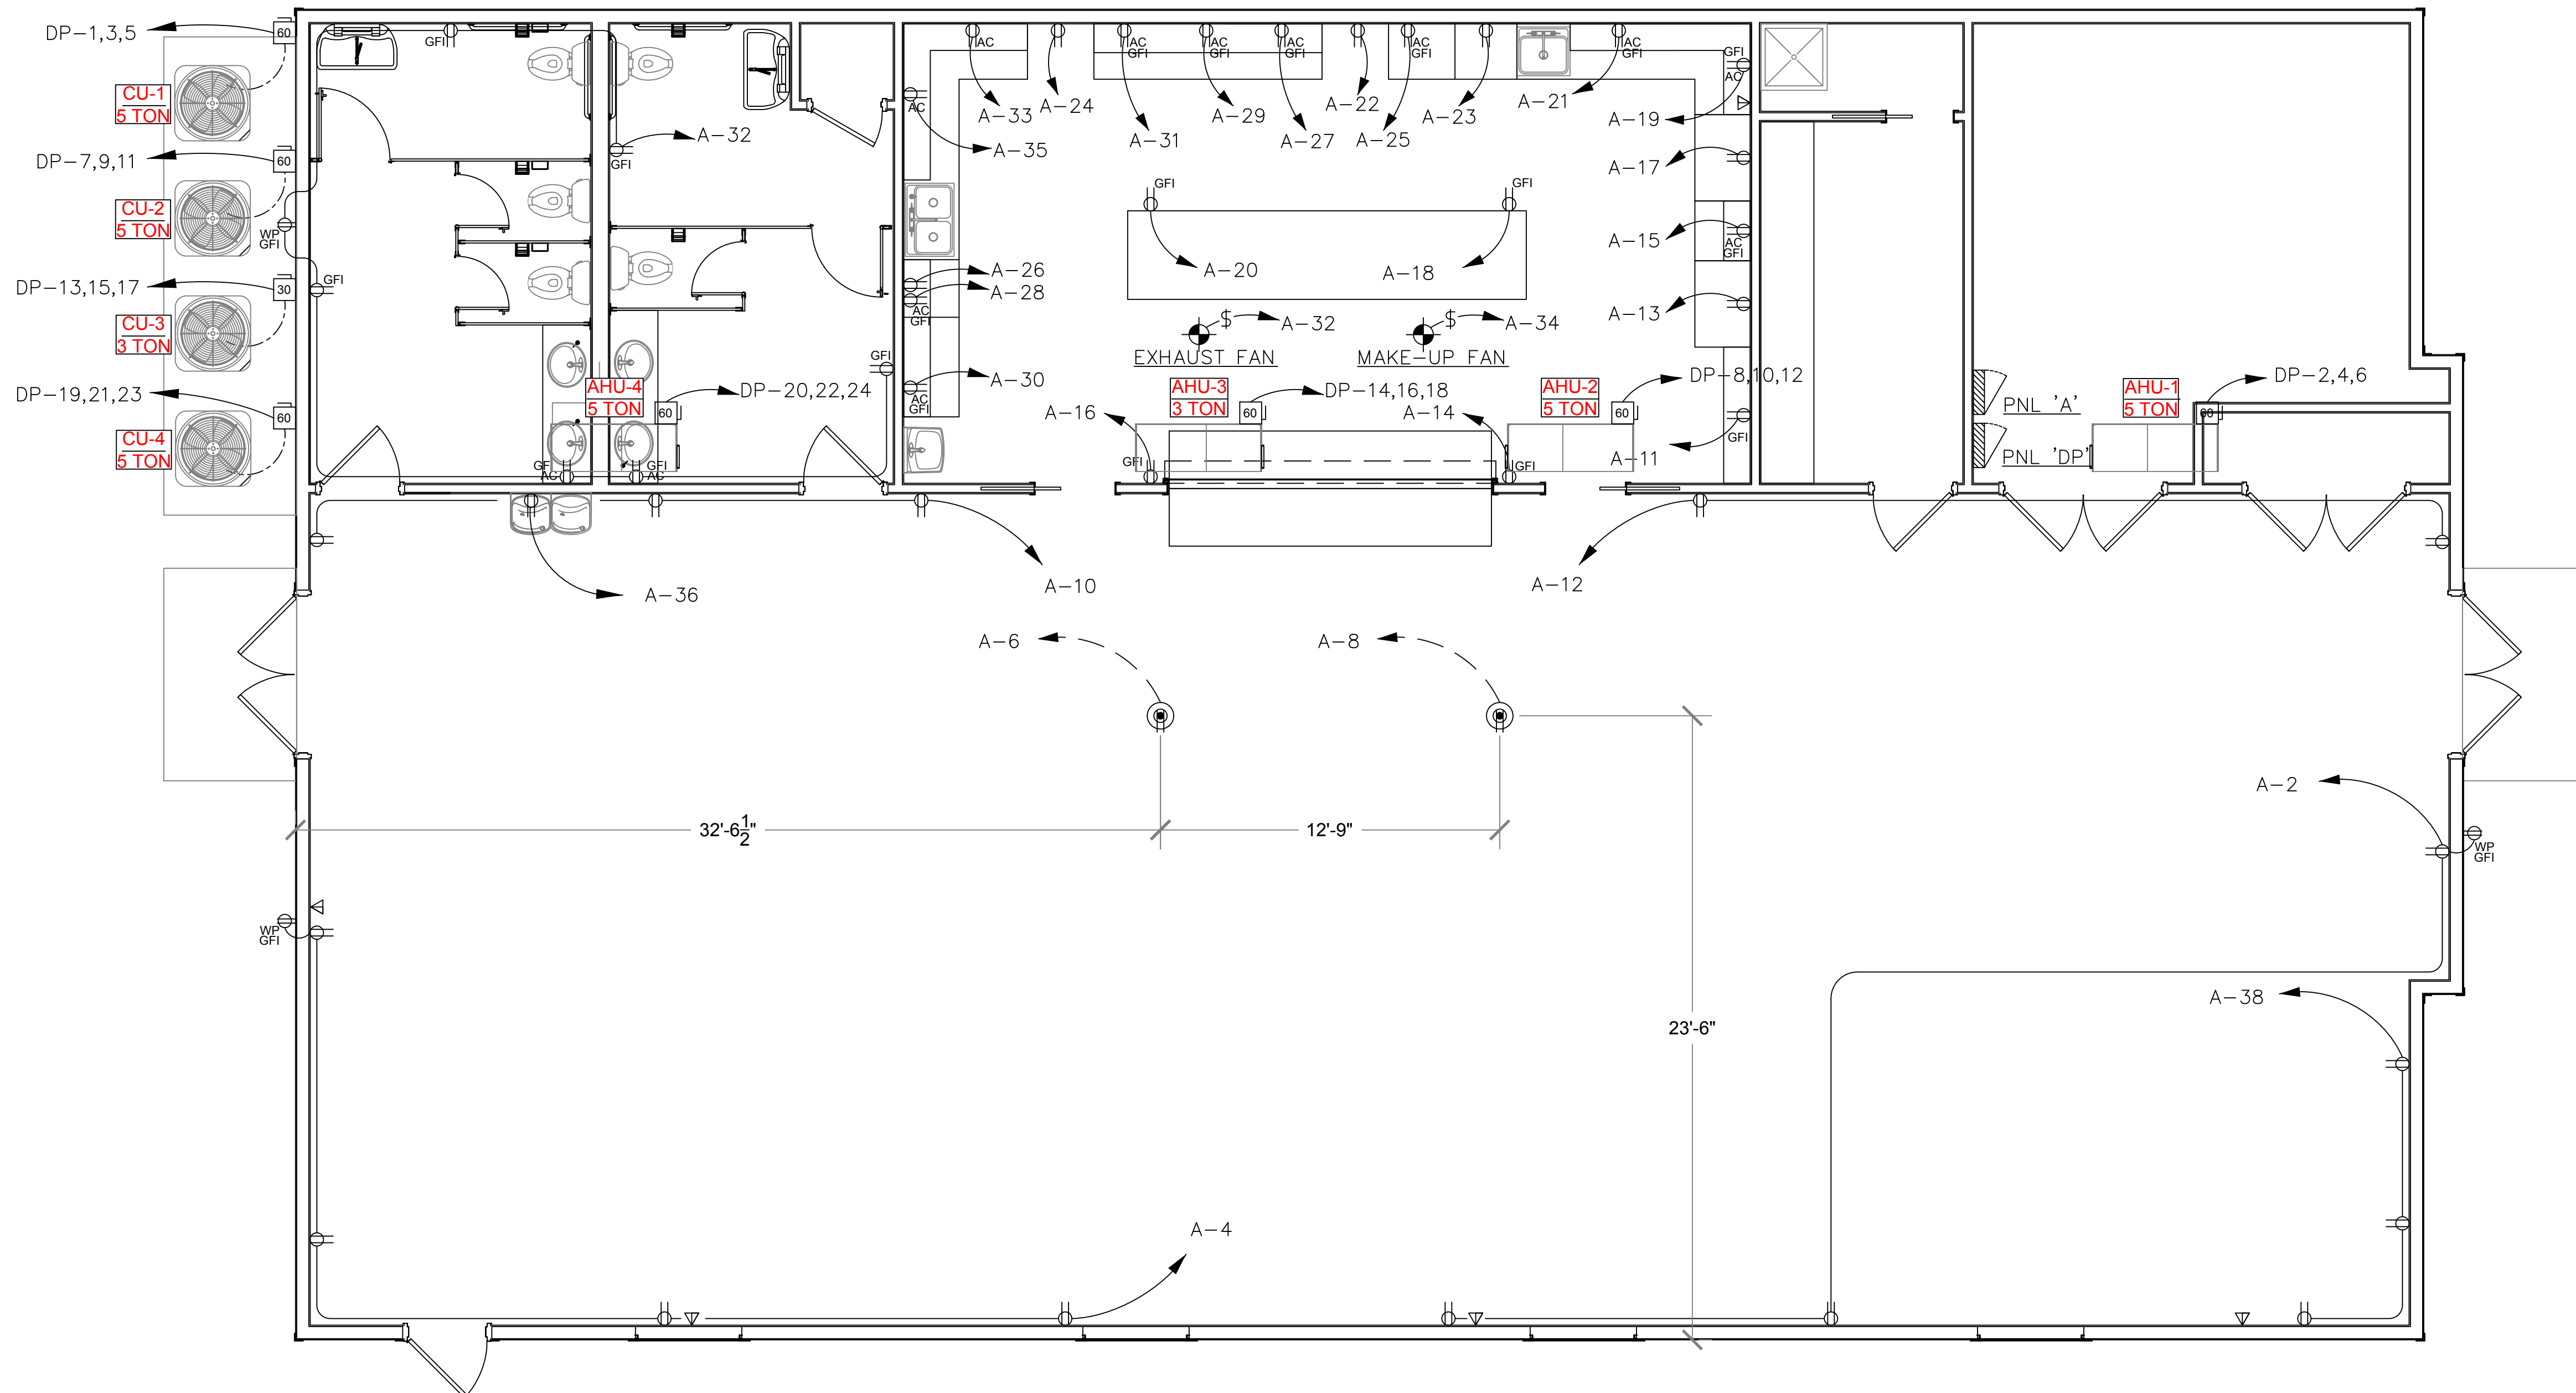 DP-1,3,5
60
CU-1
5 TON
DP-7,9,11
60
CU-2
5 TON
WP
GFI
DP-13,15,17
30
CU-3
3 TON
DP-19,21,23
60
CU-4
5 TON
GFI
GFI
GFI
A-32
GFI
AHU-4
5 TON
60
DP-20,22,24
GFI
AC
GFI
AC
AC
A-33
A-24
AC
GFI
A-31
AC
GFI
A-29
AC
GFI
A-27
A-22
AC
GFI
A-25
A-23
A-21
AC
GFI
GFI
AC
A-19
AC
A-35
A-17
A-15
AC
GFI
A-13
GFI
A-20
GFI
A-18
A-26
A-28
AC
GFI
A-30
AC
GFI
$
A-32
EXHAUST FAN
$
A-34
MAKE-UP FAN
AHU-3
3 TON
60
DP-14,16,18
A-16
GFI
A-14
GFI
AHU-2
5 TON
60
DP-8,10,12
A-11
GFI
PNL 'A'
PNL 'DP'
AHU-1
5 TON
60
DP-2,4,6
A-36
A-10
A-12
A-6
A-8
A-2
WP
GFI
32'-6 1/2"
12'-9"
WP
GFI
23'-6"
A-38
A-4